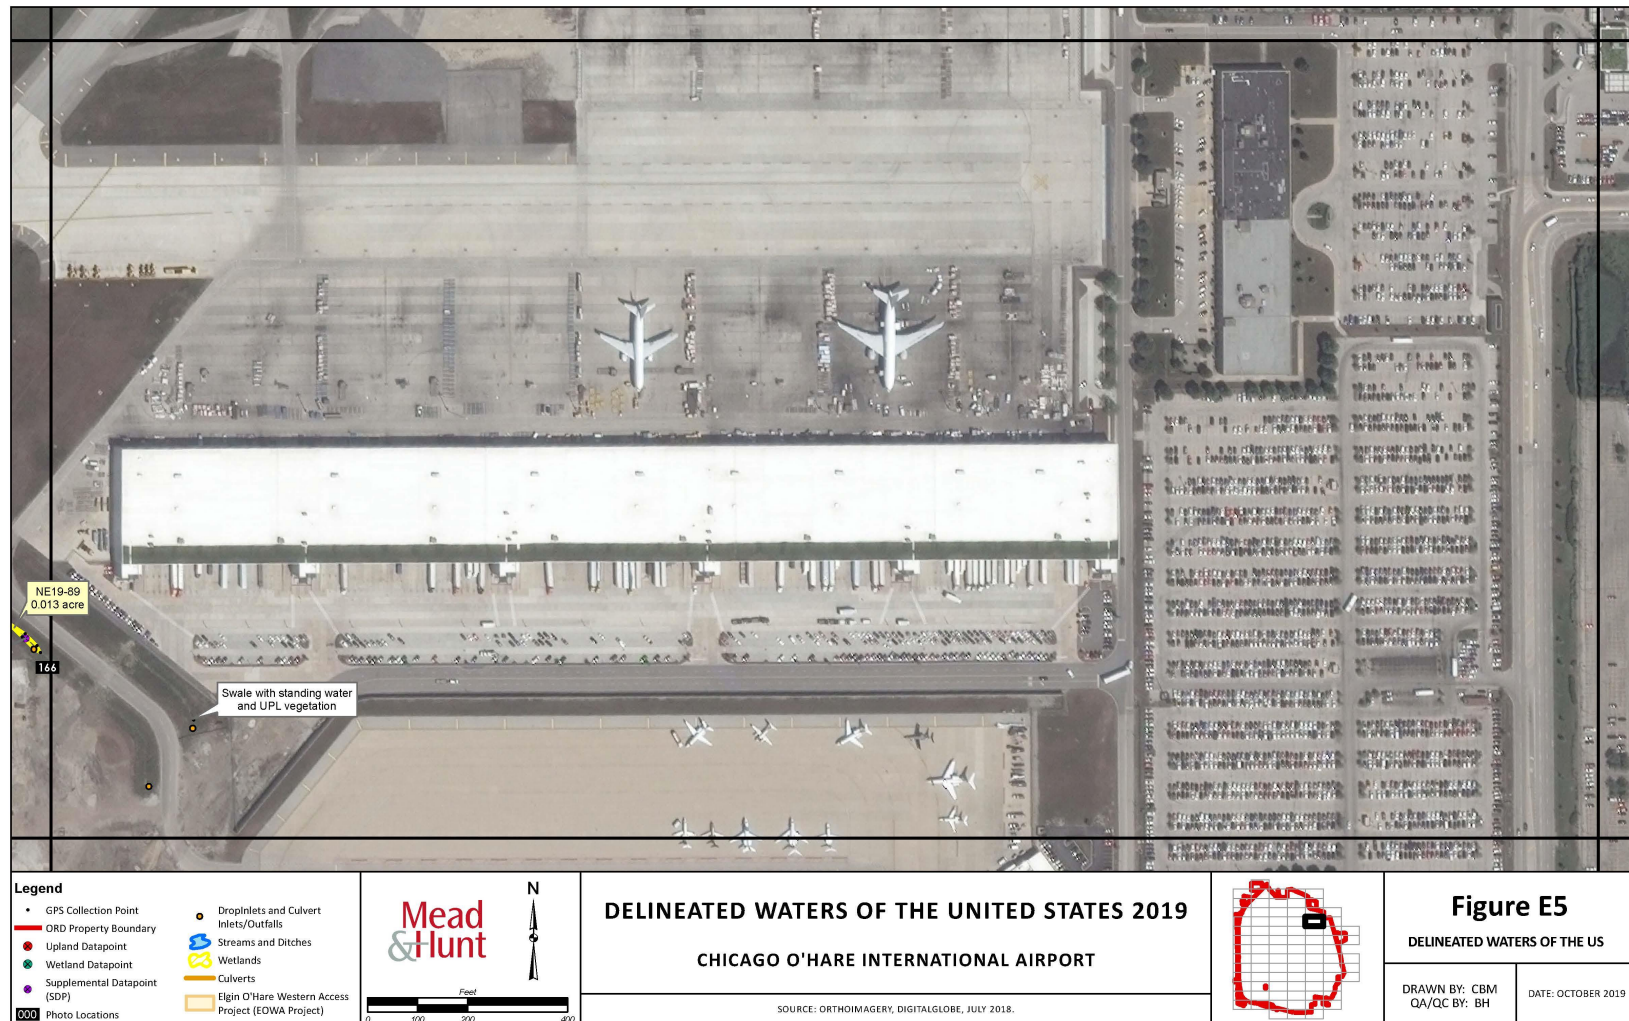 NE19-89
0.013 acre
166
Swale with standing water
and UPL vegetation
Legend
GPS Collection Point
ORD Property Boundary
Upland Datapoint
Wetland Datapoint
Supplemental Datapoint
(SDP)
000 Photo Locations
DropInlets and Culvert
Inlets/Outfalls
Streams and Ditches
Wetlands
Culverts
Elgin O'Hare Western Access
Project (EOWA Project)
Mead
&Hunt
N
Feet
0 100 200 400
DELINEATED WATERS OF THE UNITED STATES 2019
CHICAGO O'HARE INTERNATIONAL AIRPORT
SOURCE: ORTHOIMAGERY, DIGITALGLOBE, JULY 2018.
Figure E5
DELINEATED WATERS OF THE US
DRAWN BY: CBM
QA/QC BY: BH
DATE: OCTOBER 2019